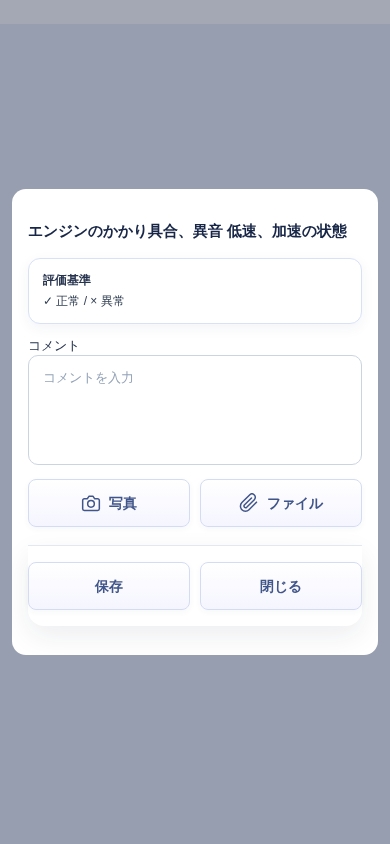 エンジンのかかり具合、異音 低速、加速の状態
評価基準
✓ 正常 / × 異常
コメント
コメントを入力
写真
ファイル
保存
閉じる